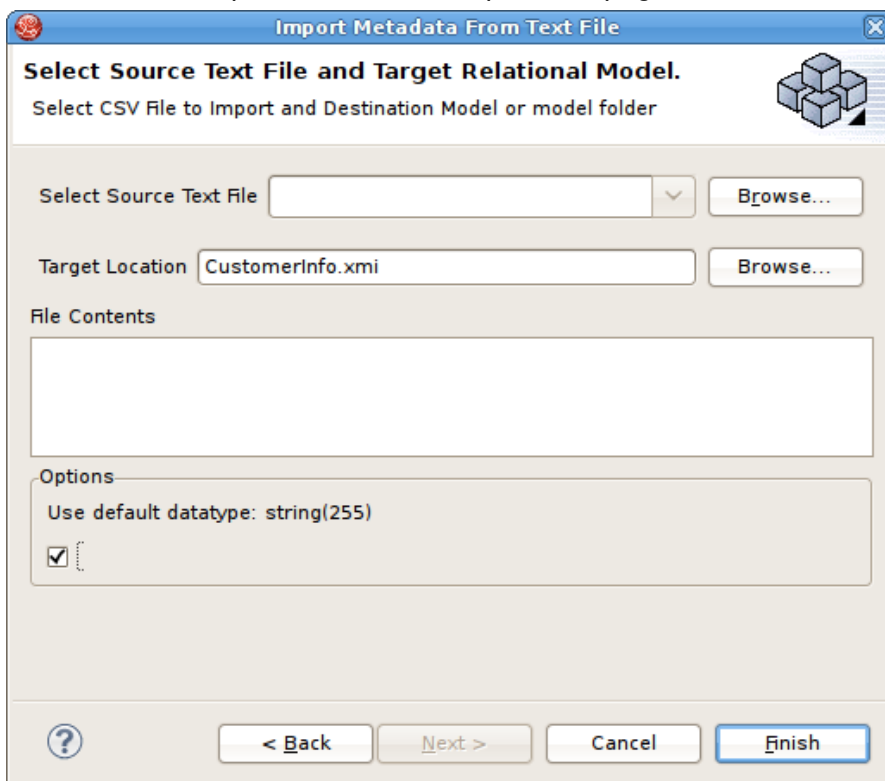 Import Metadata From Text File
Select Source Text File and Target Relational Model.
Select CSV File to Import and Destination Model or model folder
Select Source Text File Browse...
Target Location CustomerInfo.xmi Browse...
File Contents
Options
Use default datatype: string(255)
? < Back Next > Cancel Finish